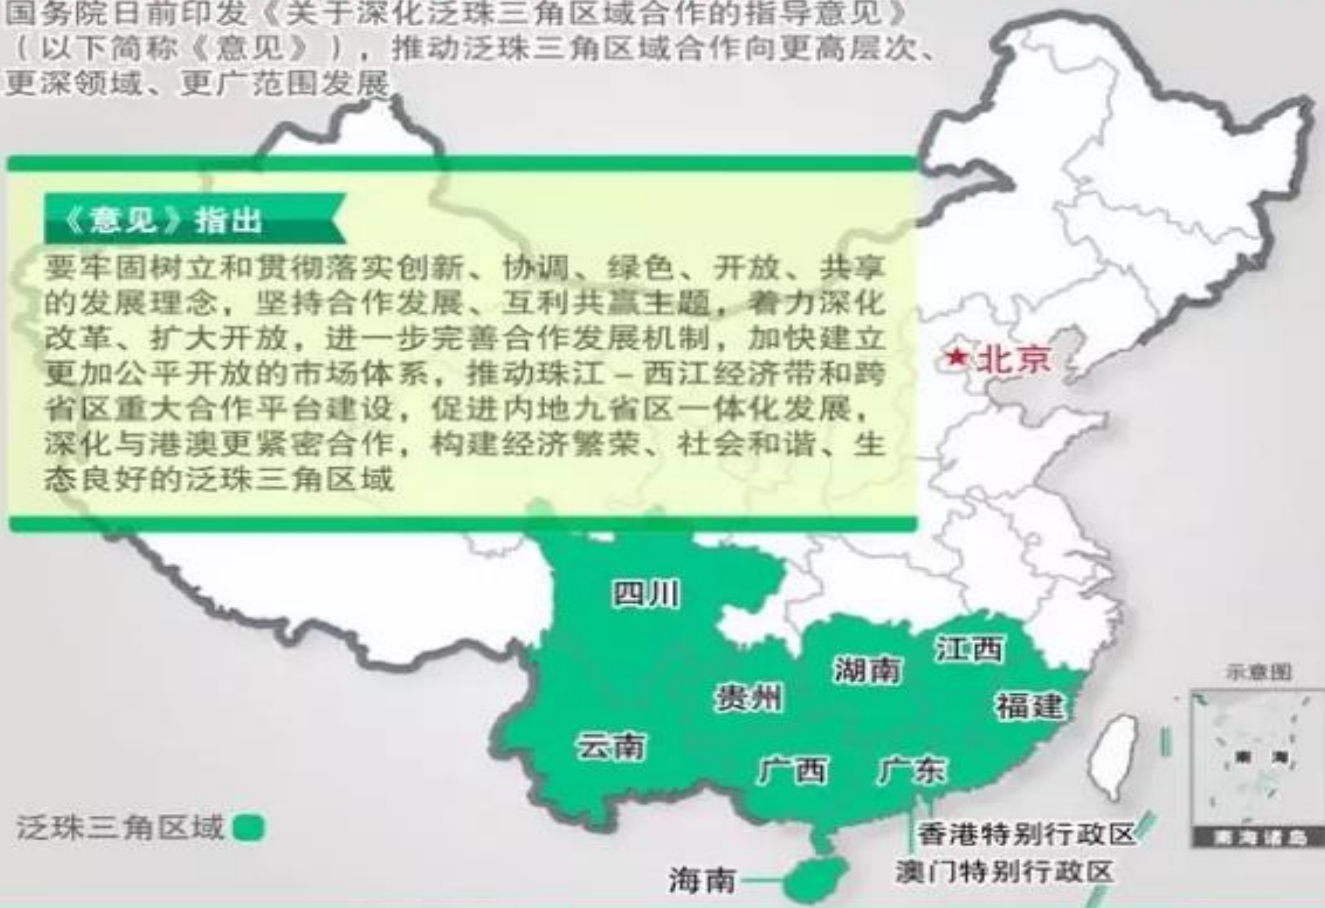 国务院日前印发《关于深化泛珠三角区域合作的指导意见》
（以下简称《意见》），推动泛珠三角区域合作向更高层次、
更深领域、更广范围发展
《意见》指出
要牢固树立和贯彻落实创新、协调、绿色、开放、共享
的发展理念，坚持合作发展、互利共赢主题，着力深化
改革、扩大开放，进一步完善合作发展机制，加快建立
更加公平开放的市场体系，推动珠江－西江经济带和跨
省区重大合作平台建设，促进内地九省区一体化发展，
深化与港澳更紧密合作，构建经济繁荣、社会和谐、生
态良好的泛珠三角区域
北京
四川
江西
湖南
贵州
福建
云南
广西
广东
示意图
南海
南海诸岛
泛珠三角区域
香港特别行政区
澳门特别行政区
海南